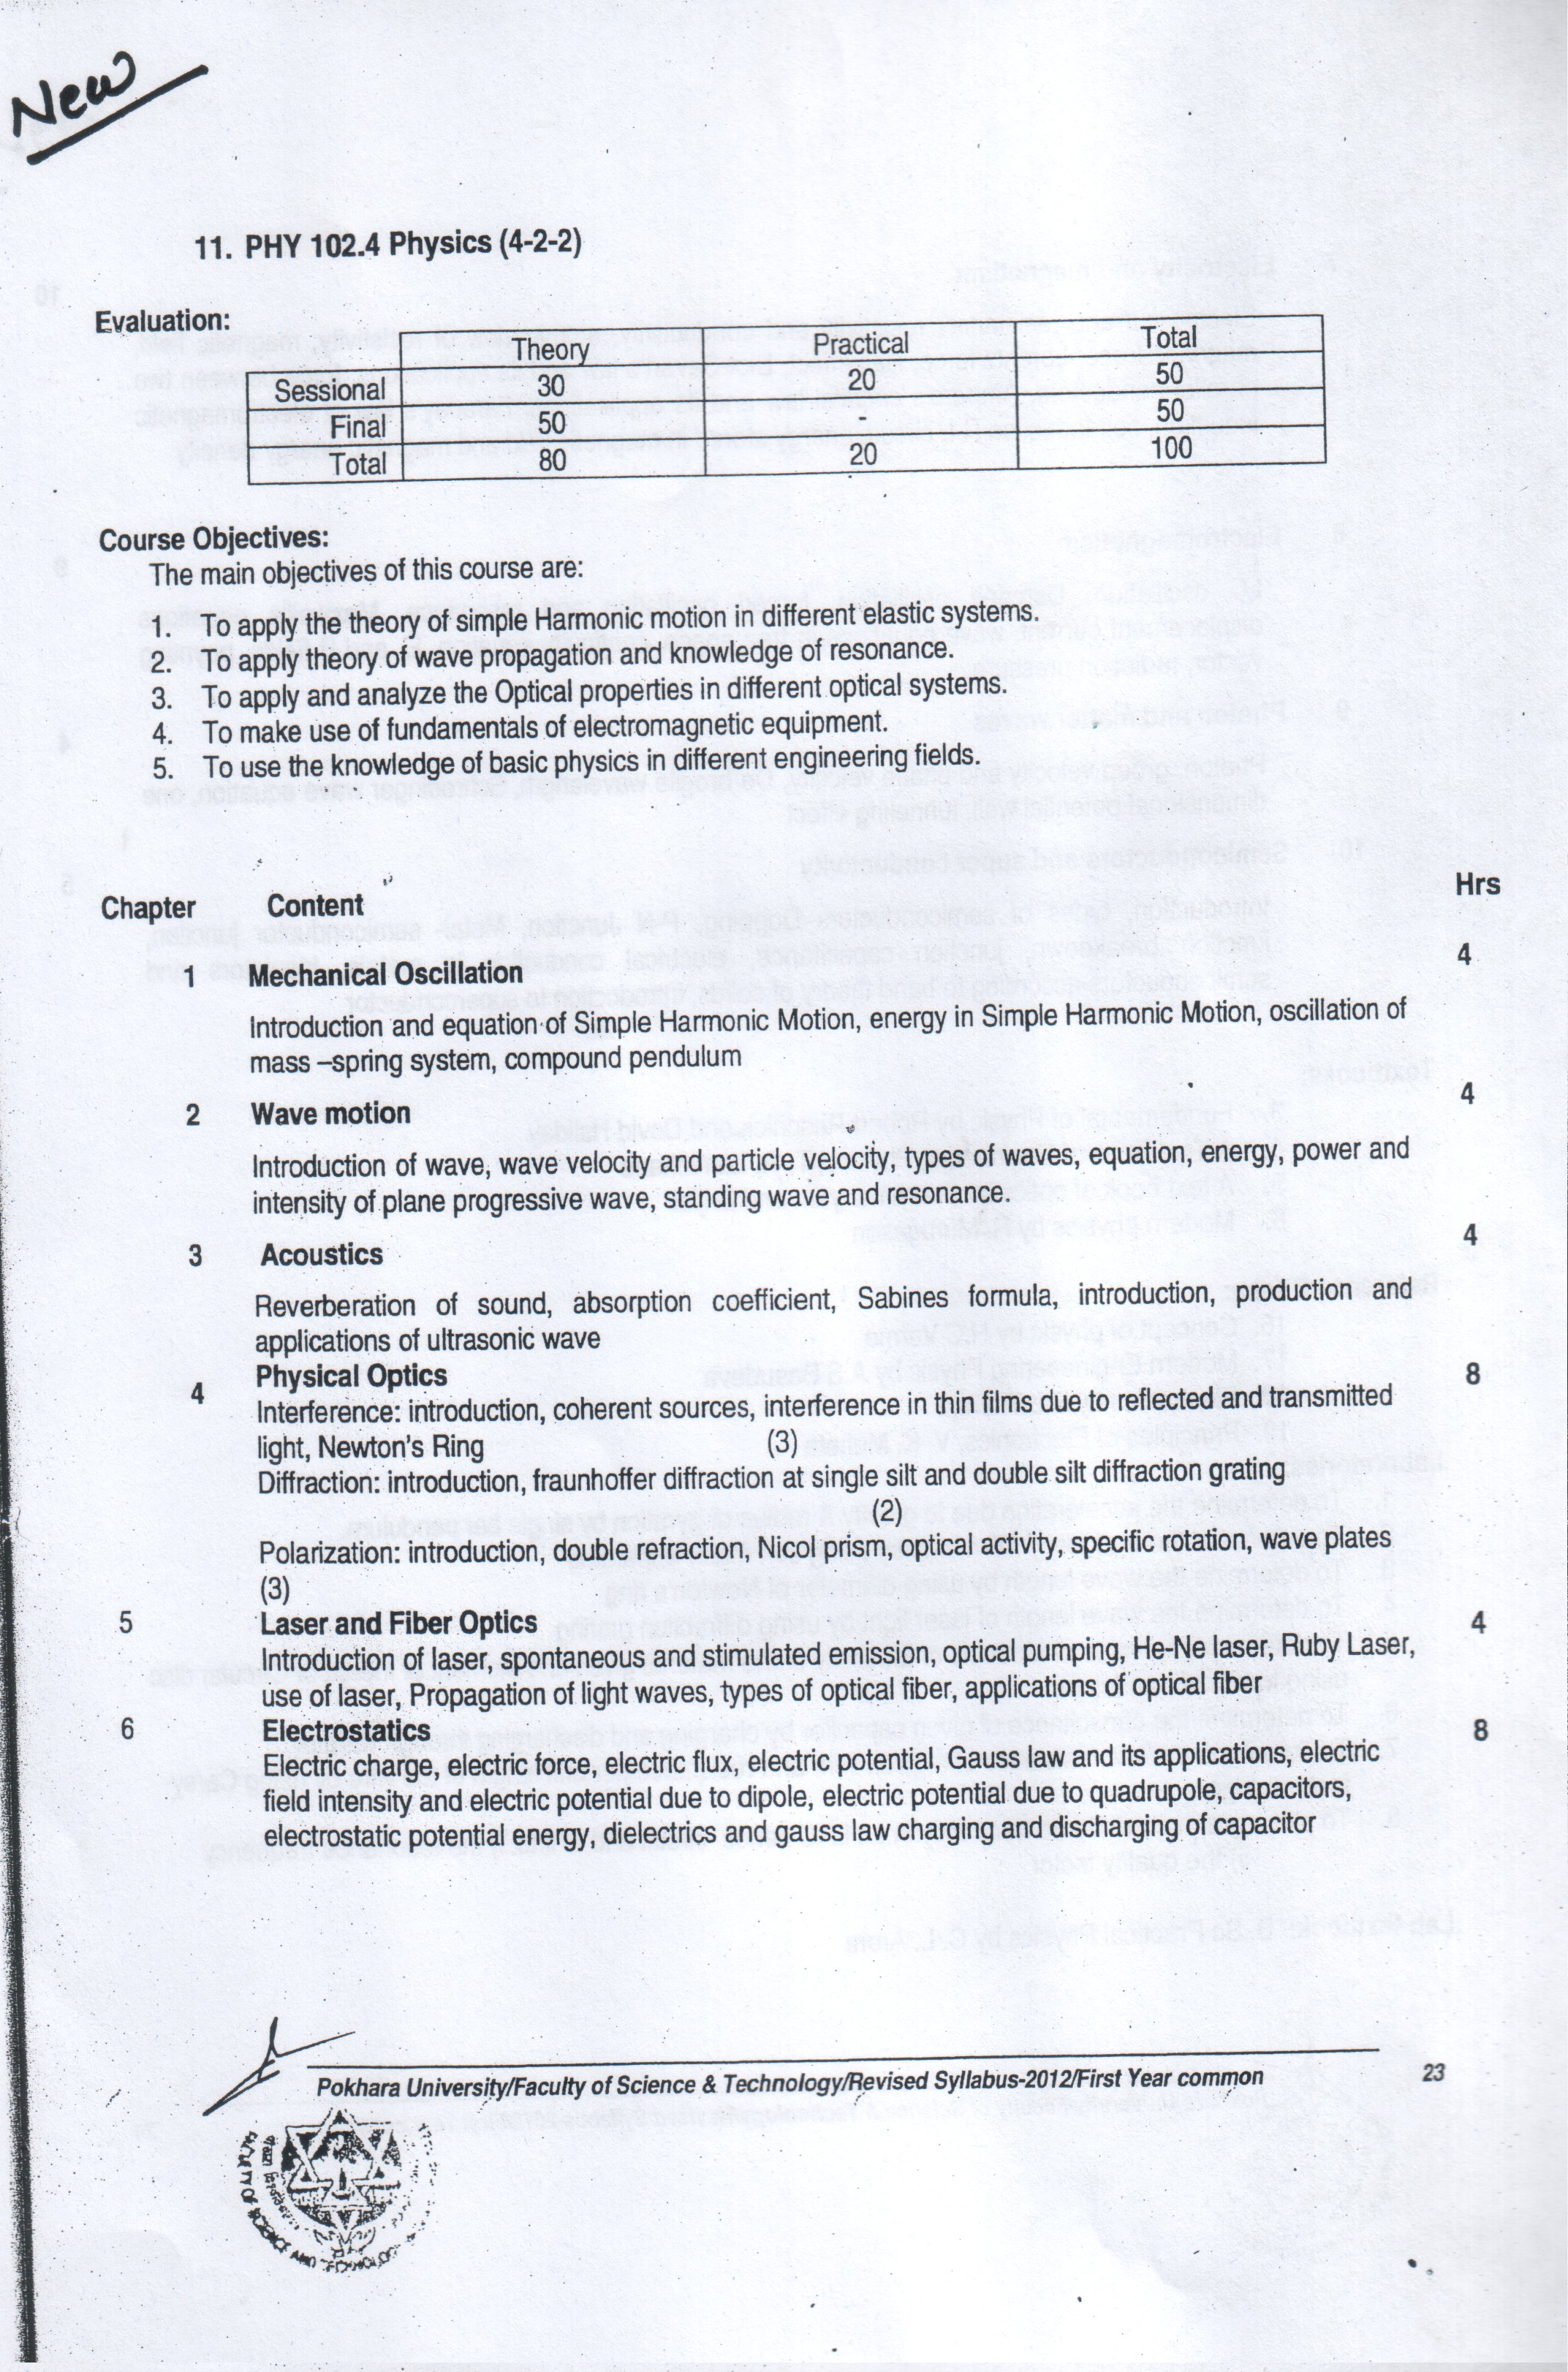 New
11. PHY 102.4 Physics (4-2-2)
Evaluation:
Theory Practical Total
Sessional 30 20 50
Final 50 - 50
Total 80 20 100
Course Objectives:
The main objectives of this course are:
1. To apply the theory of simple Harmonic motion in different elastic systems.
2. To apply theory of wave propagation and knowledge of resonance.
3. To apply and analyze the Optical properties in different optical systems.
4. To make use of fundamentals of electromagnetic equipment.
5. To use the knowledge of basic physics in different engineering fields.
Chapter Content Hrs
1 Mechanical Oscillation 4
Introduction and equation of Simple Harmonic Motion, energy in Simple Harmonic Motion, oscillation of
mass –spring system, compound pendulum
2 Wave motion 4
Introduction of wave, wave velocity and particle velocity, types of waves, equation, energy, power and
intensity of plane progressive wave, standing wave and resonance.
3 Acoustics 4
Reverberation of sound, absorption coefficient, Sabines formula, introduction, production and
applications of ultrasonic wave
4 Physical Optics 8
Interference: introduction, coherent sources, interference in thin films due to reflected and transmitted
light, Newton's Ring (3)
Diffraction: introduction, fraunhoffer diffraction at single silt and double silt diffraction grating
(2)
Polarization: introduction, double refraction, Nicol prism, optical activity, specific rotation, wave plates
(3)
5 Laser and Fiber Optics 4
Introduction of laser, spontaneous and stimulated emission, optical pumping, He-Ne laser, Ruby Laser,
use of laser, Propagation of light waves, types of optical fiber, applications of optical fiber
6 Electrostatics 8
Electric charge, electric force, electric flux, electric potential, Gauss law and its applications, electric
field intensity and electric potential due to dipole, electric potential due to quadrupole, capacitors,
electrostatic potential energy, dielectrics and gauss law charging and discharging of capacitor
Pokhara University/Faculty of Science & Technology/Revised Syllabus-2012/First Year common 23
FACULTY OF SCIENCE AND TECHNOLOGY